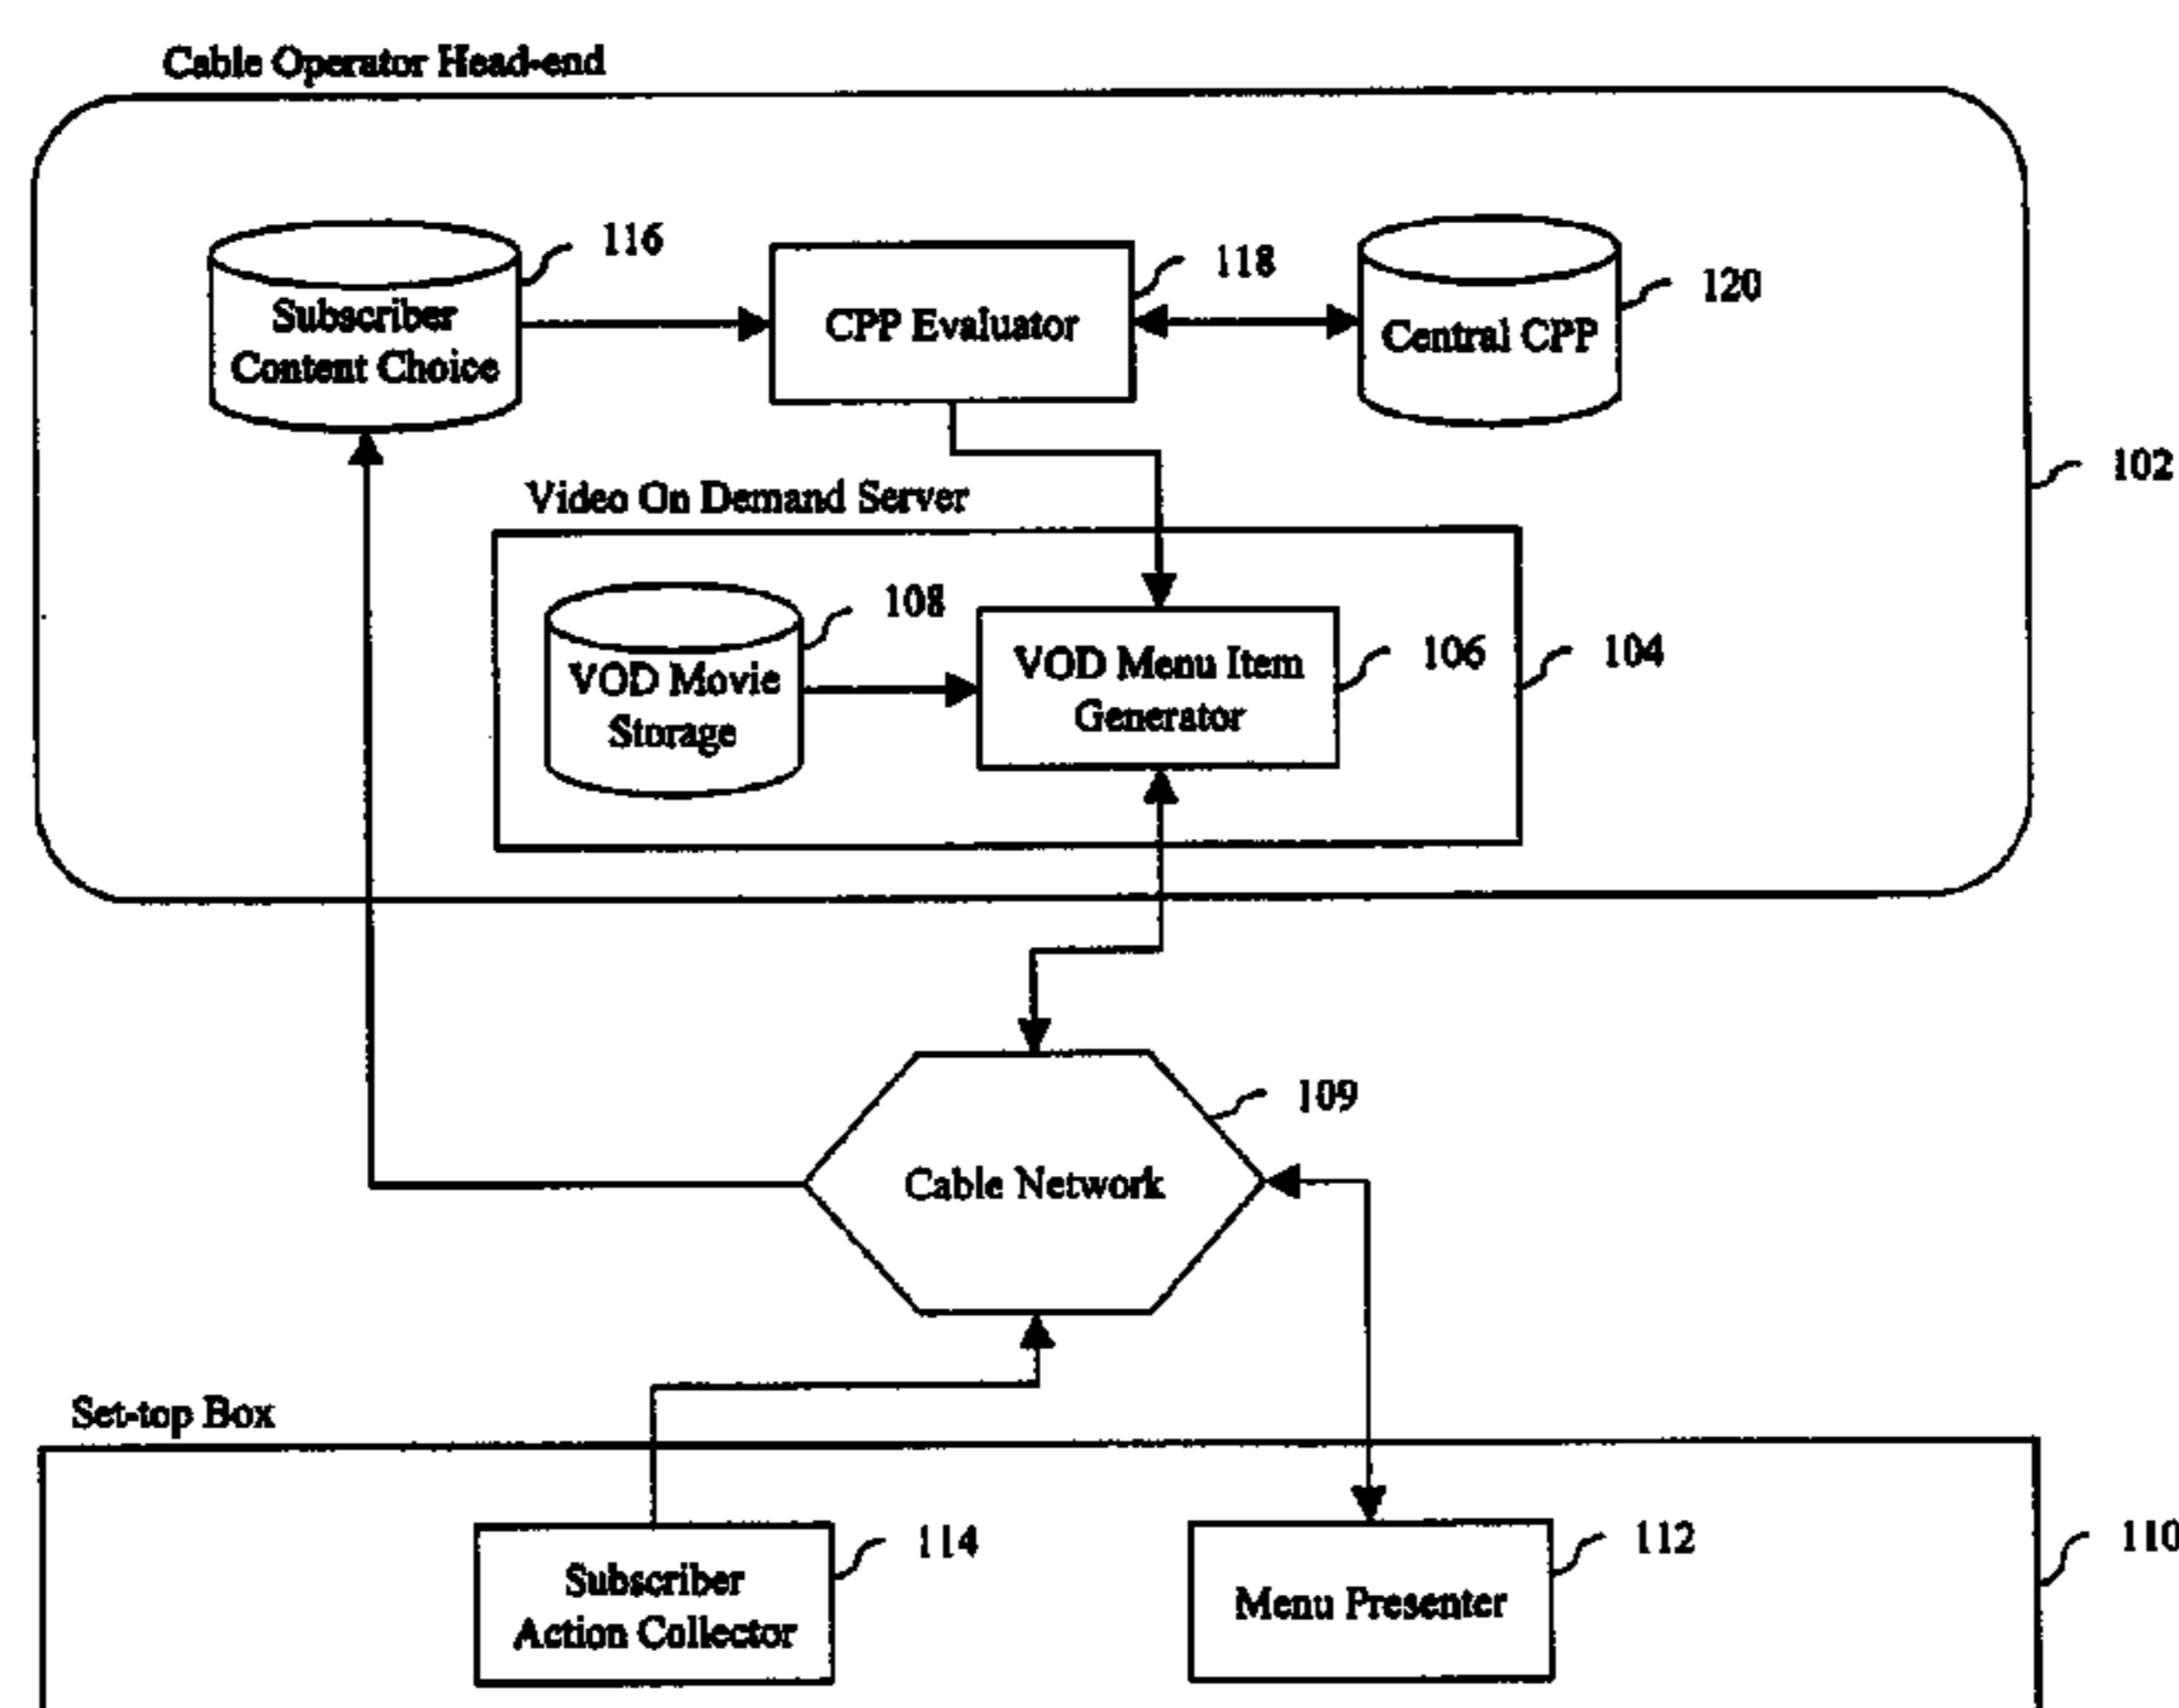 Cable Operator Head-end
116
118
120
Subscriber
Content Choice
CPP Evaluator
Central CPP
102
Video On Demand Server
108
106
104
VOD Movie
Storage
VOD Menu Item
Generator
109
Cable Network
Set-top Box
114
112
110
Subscriber
Action Collector
Menu Presenter